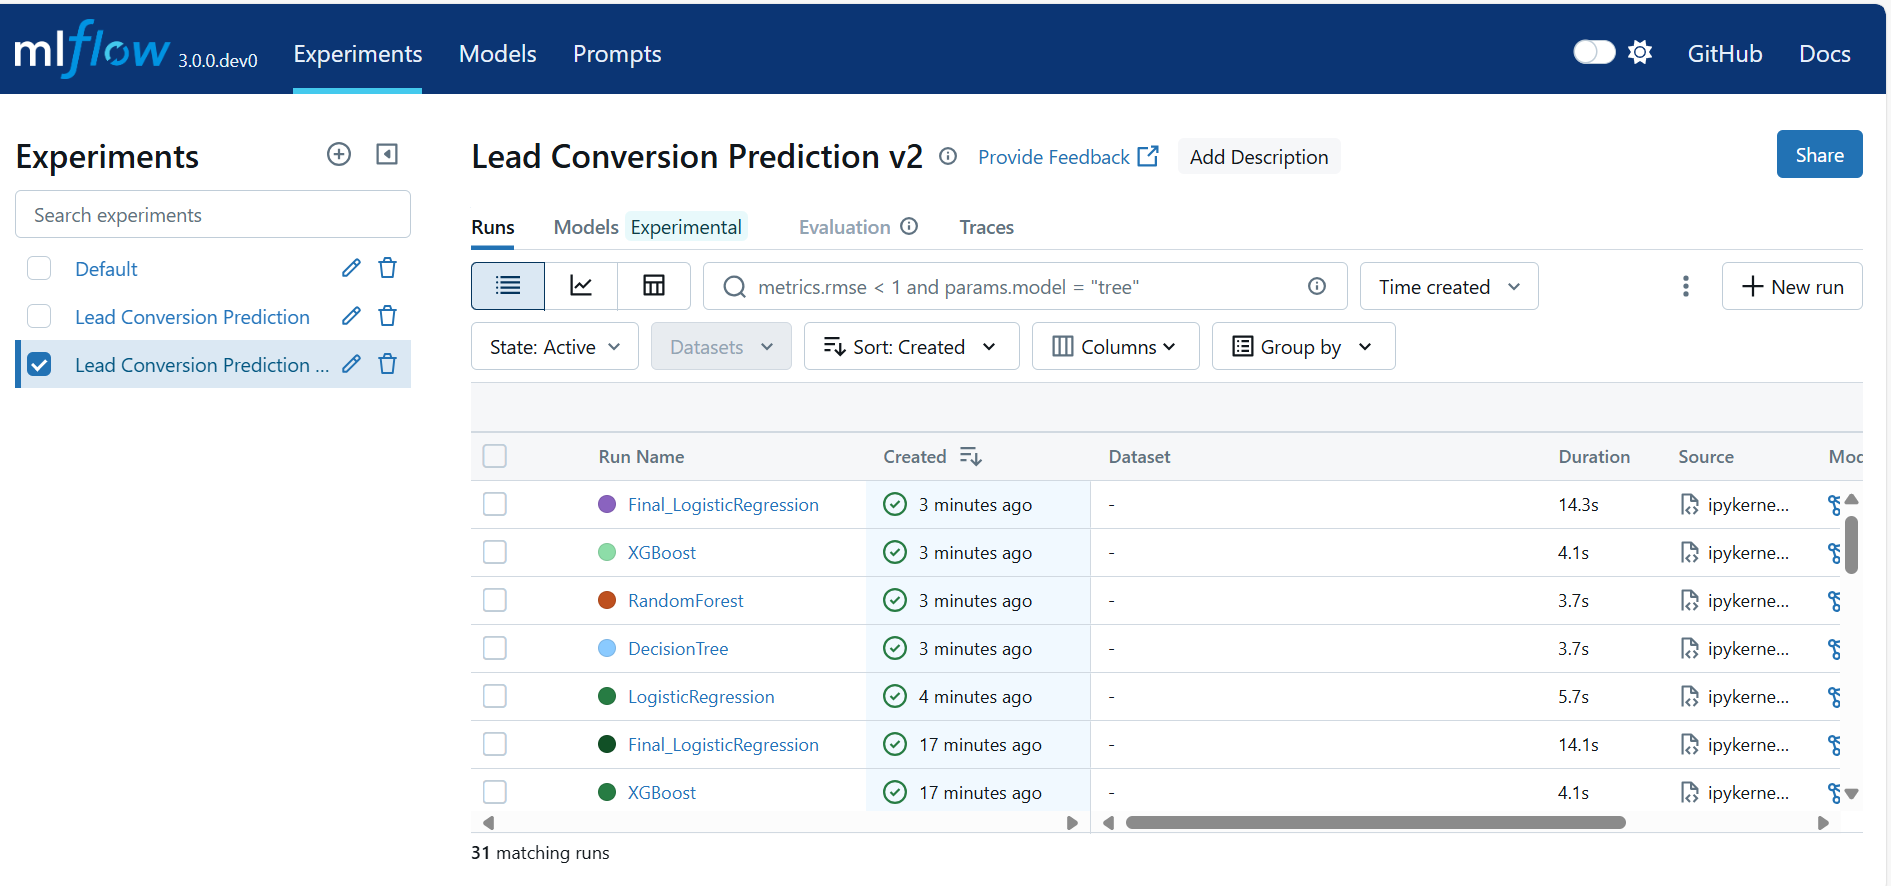 mlflow 3.0.0.dev0 Experiments Models Prompts GitHub Docs
Experiments
Search experiments
Default
Lead Conversion Prediction
Lead Conversion Prediction ...
Lead Conversion Prediction v2 Provide Feedback Add Description Share
Runs Models Experimental Evaluation Traces
metrics.rmse < 1 and params.model = "tree" Time created New run
State: Active Datasets Sort: Created Columns Group by
Run Name Created Dataset Duration Source Mod
Final_LogisticRegression 3 minutes ago - 14.3s ipykerne...
XGBoost 3 minutes ago - 4.1s ipykerne...
RandomForest 3 minutes ago - 3.7s ipykerne...
DecisionTree 3 minutes ago - 3.7s ipykerne...
LogisticRegression 4 minutes ago - 5.7s ipykerne...
Final_LogisticRegression 17 minutes ago - 14.1s ipykerne...
XGBoost 17 minutes ago - 4.1s ipykerne...
31 matching runs